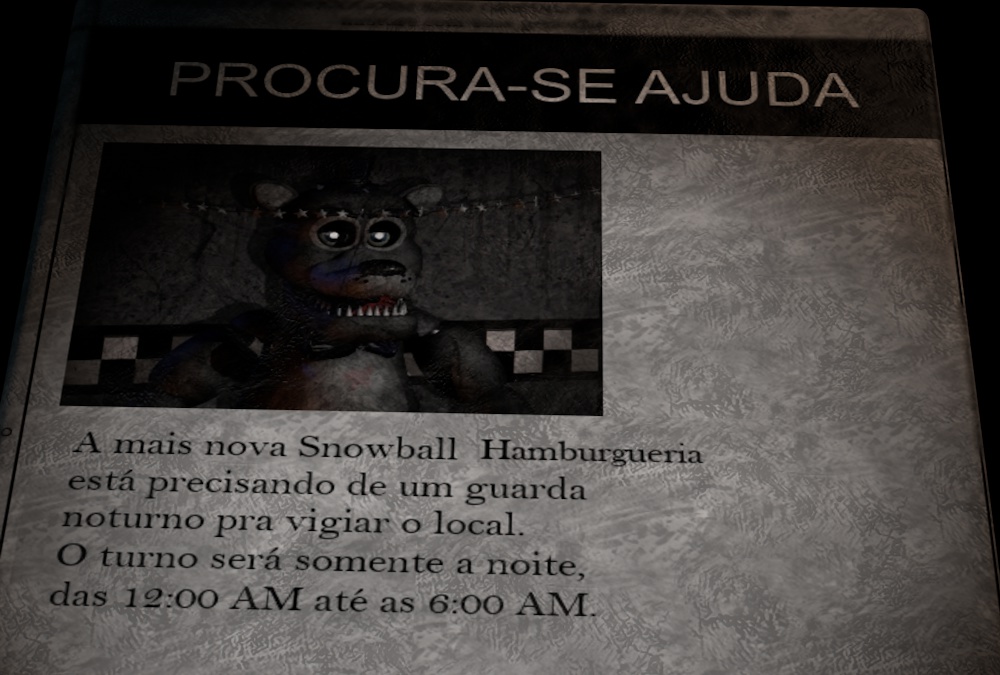 PROCURA-SE AJUDA
A mais nova Snowball Hamburgueria
está precisando de um guarda
noturno pra vigiar o local.
O turno será somente a noite,
das 12:00 AM até as 6:00 AM.